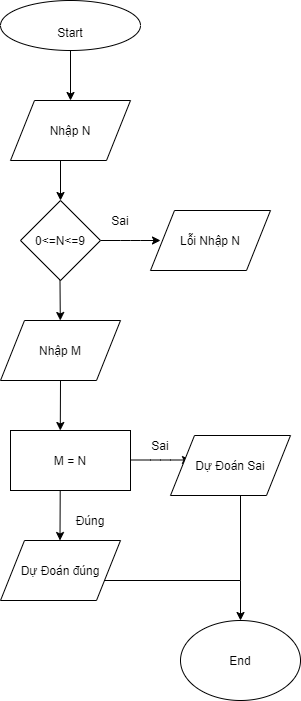 Start
Nhập N
Sai
0<=N<=9
Lỗi Nhập N
Nhập M
Sai
M = N
Dự Đoán Sai
Đúng
Dự Đoán đúng
End